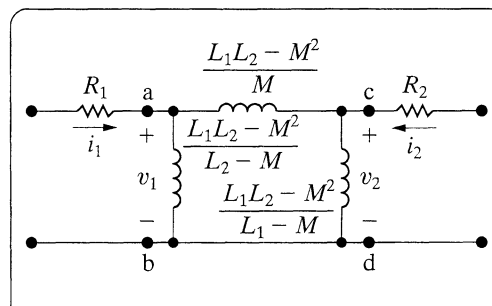 L₁L₂ − M²
M
R₁ a c R₂
i₁ + + i₂
L₁L₂ − M²
L₂ − M
v₁ v₂
L₁L₂ − M²
L₁ − M
− −
b d